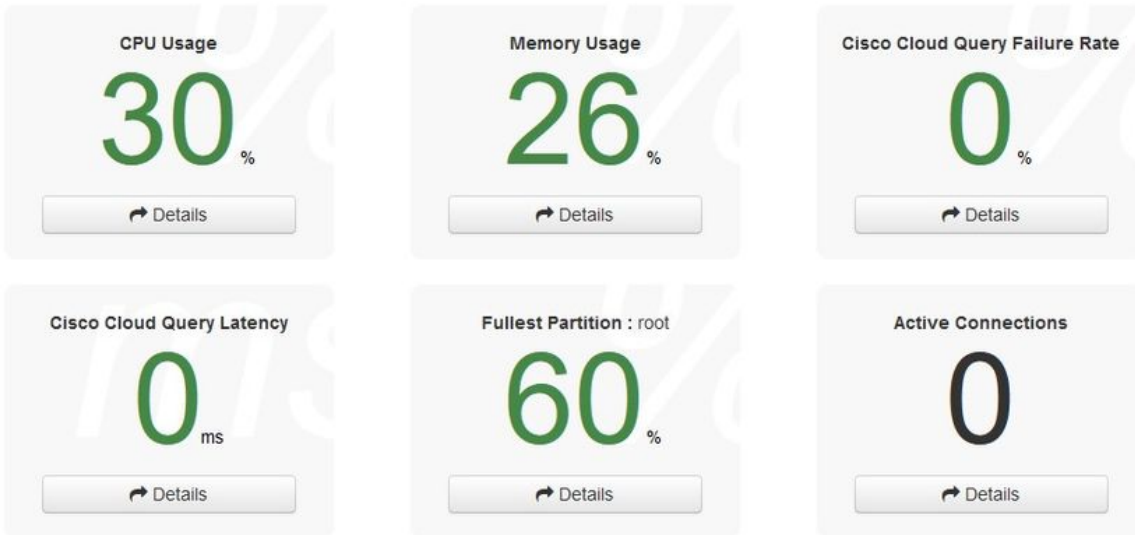 CPU Usage
30 %
Details
Memory Usage
26 %
Details
Cisco Cloud Query Failure Rate
0 %
Details
Cisco Cloud Query Latency
0 ms
Details
Fullest Partition : root
60 %
Details
Active Connections
0
Details